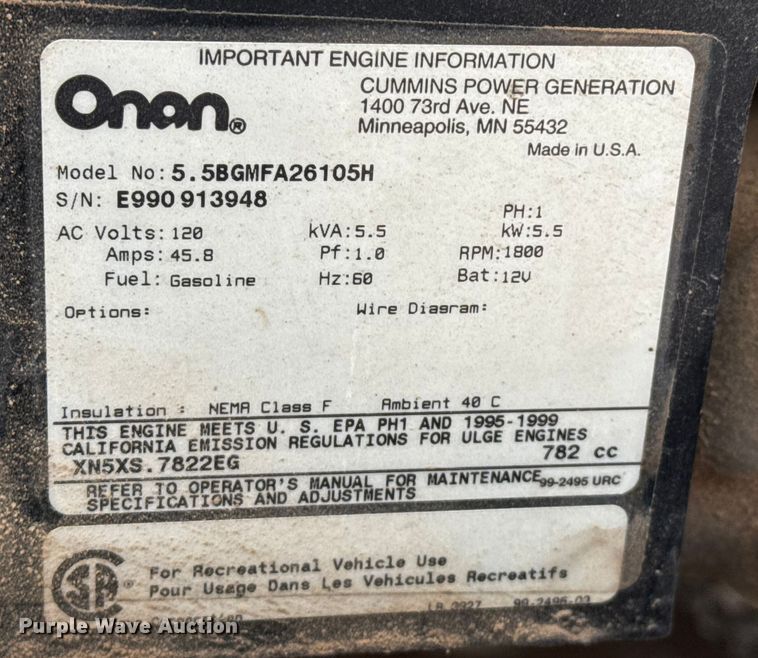 IMPORTANT ENGINE INFORMATION
Onan®
CUMMINS POWER GENERATION
1400 73rd Ave. NE
Minneapolis, MN 55432
Made in U.S.A.
Model No: 5.5BGMFA26105H
S/N: E990 913948
PH:1
AC Volts: 120 kVA: 5.5 kW: 5.5
Amps: 45.8 Pf: 1.0 RPM: 1800
Fuel: Gasoline Hz: 60 Bat: 12V
Options: Wire Diagram:
Insulation : NEMA Class F Ambient 40 C
THIS ENGINE MEETS U. S. EPA PH1 AND 1995-1999
CALIFORNIA EMISSION REGULATIONS FOR ULGE ENGINES
XN5XS.7822EG 782 cc
REFER TO OPERATOR'S MANUAL FOR MAINTENANCE 99-2495 URC
SPECIFICATIONS AND ADJUSTMENTS
SA®
For Recreational Vehicle Use
Pour Usage Dans Les Vehicules Recreatifs
Purple Wave Auction